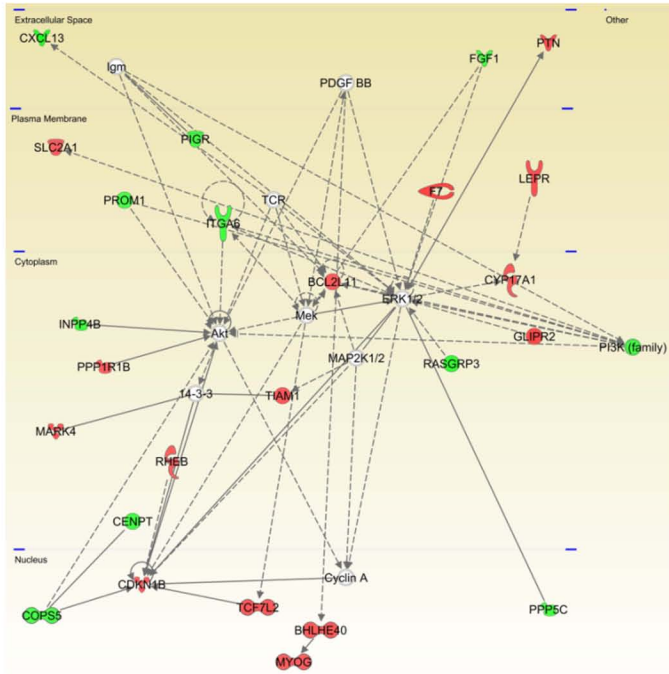 Extracellular Space
Other
CXCL13
PTN
Igm
FGF1
PDGF BB
Plasma Membrane
PIGR
SLC2A1
LEPR
F7
PROM1
TCR
ITGA6
Cytoplasm
BCL2L11
CYP17A1
ERK1/2
Mek
INPP4B
Akt
GLIPR2
PI3K (family)
MAP2K1/2
PPP1R1B
RASGRP3
14-3-3
TIAM1
MARK4
RHEB
CENPT
Nucleus
CDKN1B
Cyclin A
COPS5
TCF7L2
PPP5C
BHLHE40
MYOG